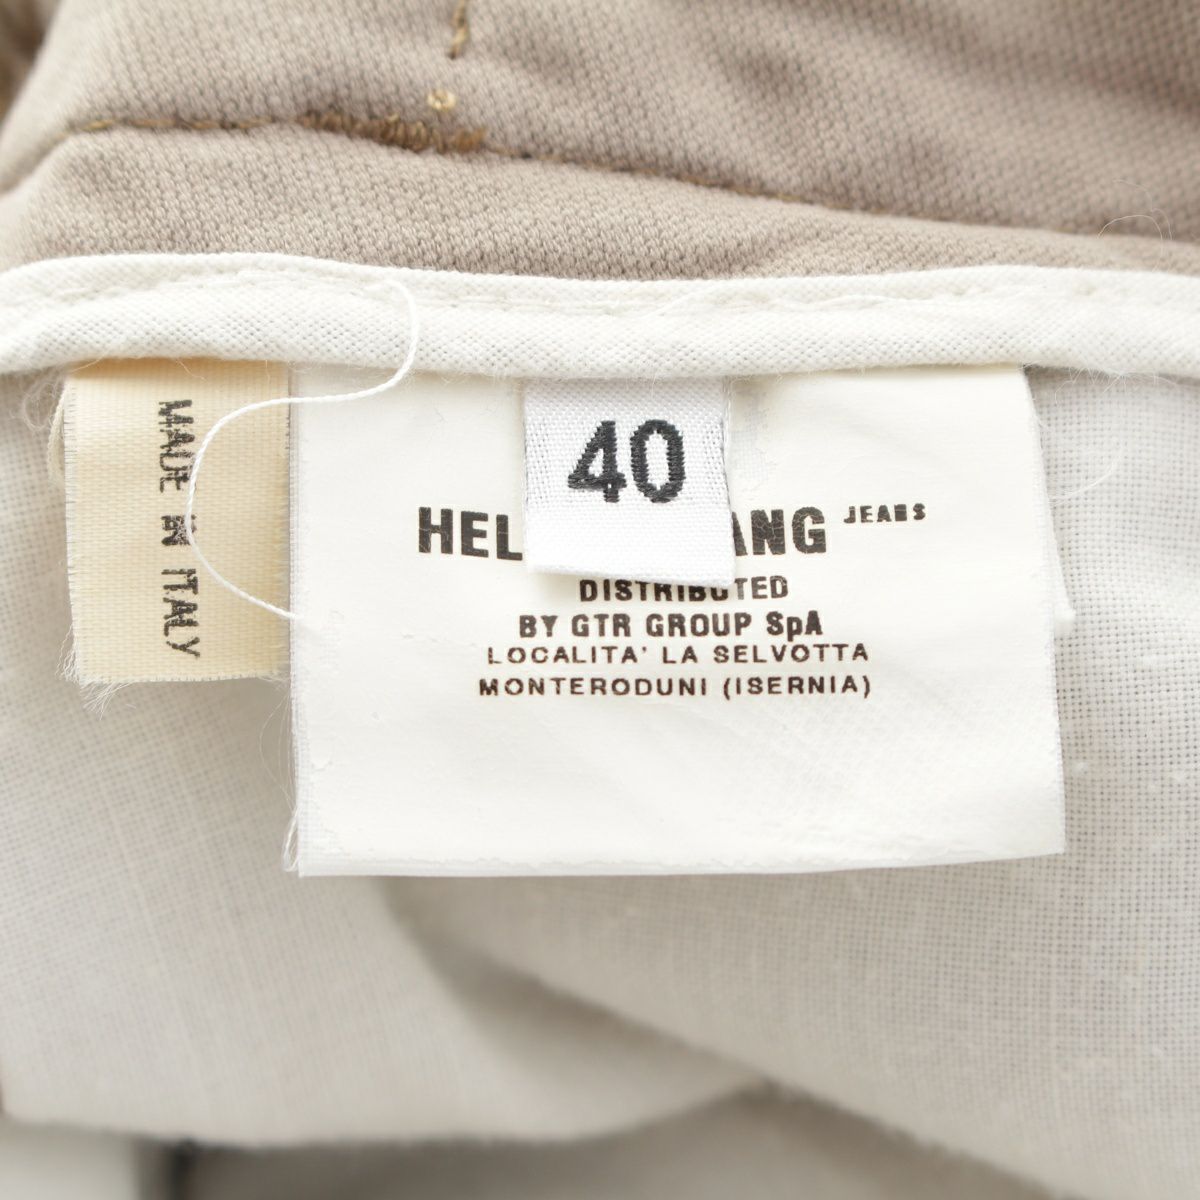 MADE IN ITALY
40
HEL ANG JEANS
DISTRIBUTED
BY GTR GROUP SpA
LOCALITA' LA SELVOTTA
MONTERODUNI (ISERNIA)